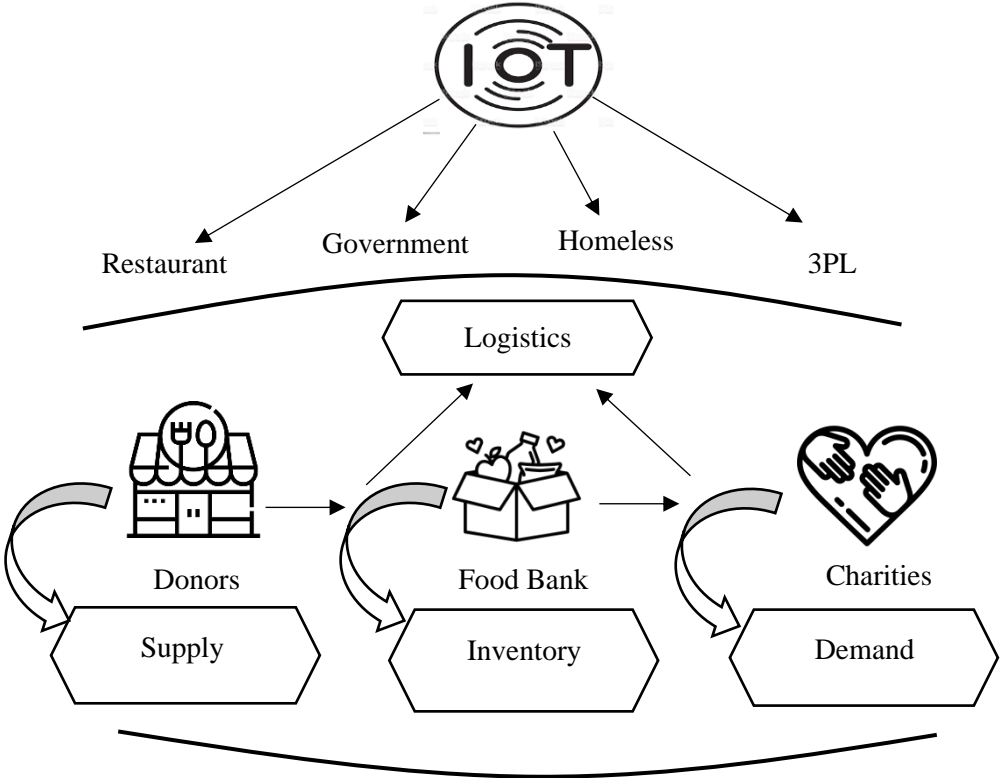 IOT
Restaurant
Government
Homeless
3PL
Logistics
Donors
Food Bank
Charities
Supply
Inventory
Demand